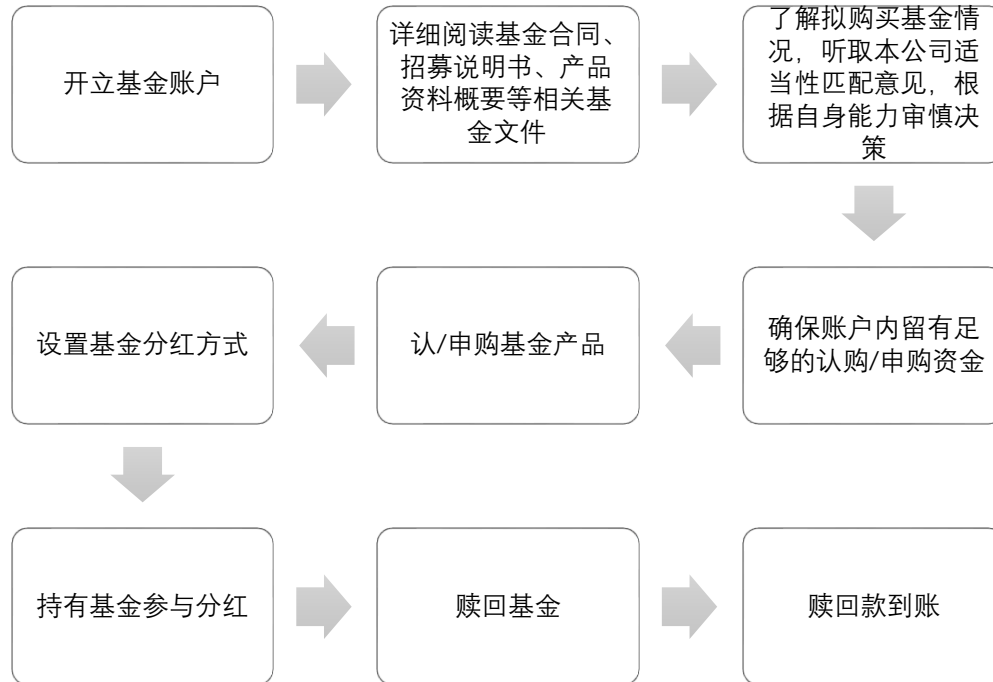 开立基金账户
详细阅读基金合同、
招募说明书、产品
资料概要等相关基
金文件
了解拟购买基金情
况，听取本公司适
当性匹配意见，根
据自身能力审慎决
策
确保账户内留有足
够的认购/申购资金
认/申购基金产品
设置基金分红方式
持有基金参与分红
赎回基金
赎回款到账